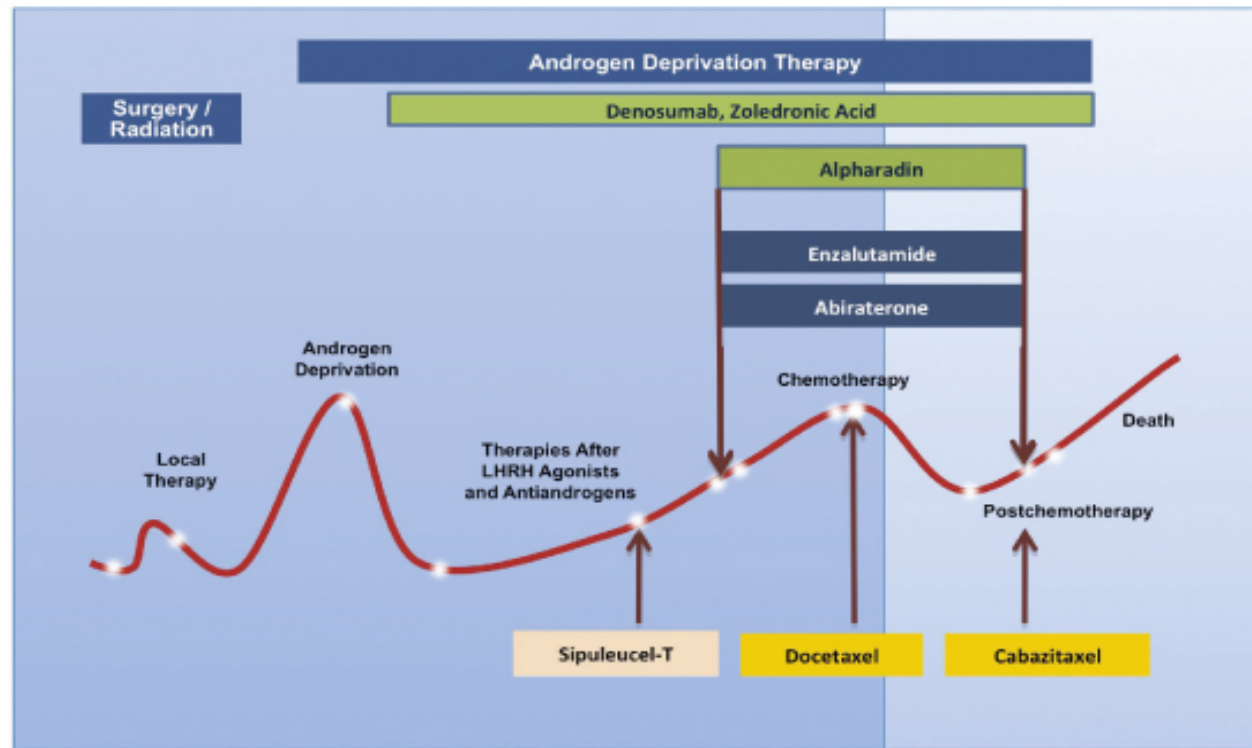 Androgen Deprivation Therapy
Surgery /
Radiation
Denosumab, Zoledronic Acid
Alpharadin
Enzalutamide
Abiraterone
Androgen
Deprivation
Chemotherapy
Death
Local
Therapy
Therapies After
LHRH Agonists
and Antiandrogens
Postchemotherapy
Sipuleucel-T
Docetaxel
Cabazitaxel